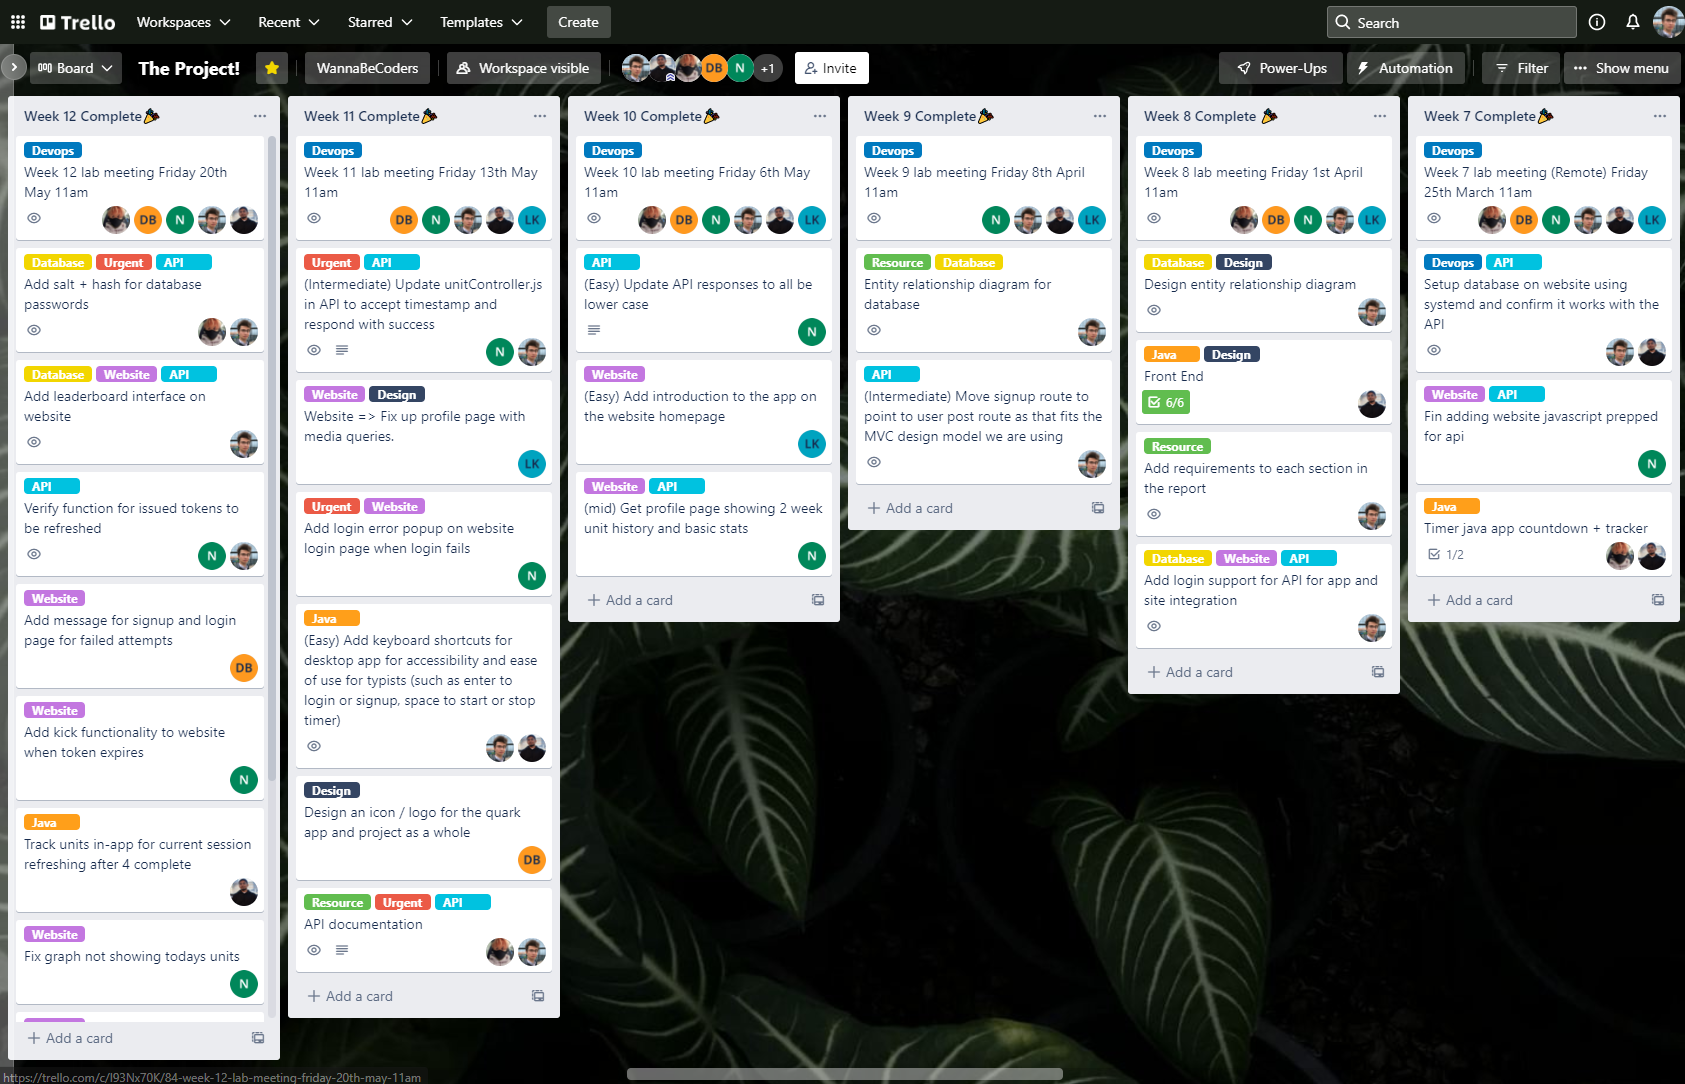 Trello
Workspaces
Recent
Starred
Templates
Create
Search
Board
The Project!
WannaBeCoders
Workspace visible
DB
N
+1
Invite
Power-Ups
Automation
Filter
Show menu
Week 12 Complete
Devops
Week 12 lab meeting Friday 20th
May 11am
DB N
Database Urgent API
Add salt + hash for database
passwords
Database Website API
Add leaderboard interface on
website
API
Verify function for issued tokens to
be refreshed
N
Website
Add message for signup and login
page for failed attempts
DB
Website
Add kick functionality to website
when token expires
N
Java
Track units in-app for current session
refreshing after 4 complete
Website
Fix graph not showing todays units
N
+ Add a card
Week 11 Complete
Devops
Week 11 lab meeting Friday 13th May
11am
DB N LK
Urgent API
(Intermediate) Update unitController.js
in API to accept timestamp and
respond with success
N
Website Design
Website => Fix up profile page with
media queries.
LK
Urgent Website
Add login error popup on website
login page when login fails
N
Java
(Easy) Add keyboard shortcuts for
desktop app for accessibility and ease
of use for typists (such as enter to
login or signup, space to start or stop
timer)
Design
Design an icon / logo for the quark
app and project as a whole
DB
Resource Urgent API
API documentation
+ Add a card
Week 10 Complete
Devops
Week 10 lab meeting Friday 6th May
11am
DB N LK
API
(Easy) Update API responses to all be
lower case
N
Website
(Easy) Add introduction to the app on
the website homepage
LK
Website API
(mid) Get profile page showing 2 week
unit history and basic stats
N
+ Add a card
Week 9 Complete
Devops
Week 9 lab meeting Friday 8th April
11am
N LK
Resource Database
Entity relationship diagram for
database
API
(Intermediate) Move signup route to
point to user post route as that fits the
MVC design model we are using
+ Add a card
Week 8 Complete
Devops
Week 8 lab meeting Friday 1st April
11am
DB N LK
Database Design
Design entity relationship diagram
Java Design
Front End
6/6
Resource
Add requirements to each section in
the report
Database Website API
Add login support for API for app and
site integration
+ Add a card
Week 7 Complete
Devops
Week 7 lab meeting (Remote) Friday
25th March 11am
DB N LK
Devops API
Setup database on website using
systemd and confirm it works with the
API
Website API
Fin adding website javascript prepped
for api
N
Java
Timer java app countdown + tracker
1/2
+ Add a card
https://trello.com/c/I93Nx70K/84-week-12-lab-meeting-friday-20th-may-11am